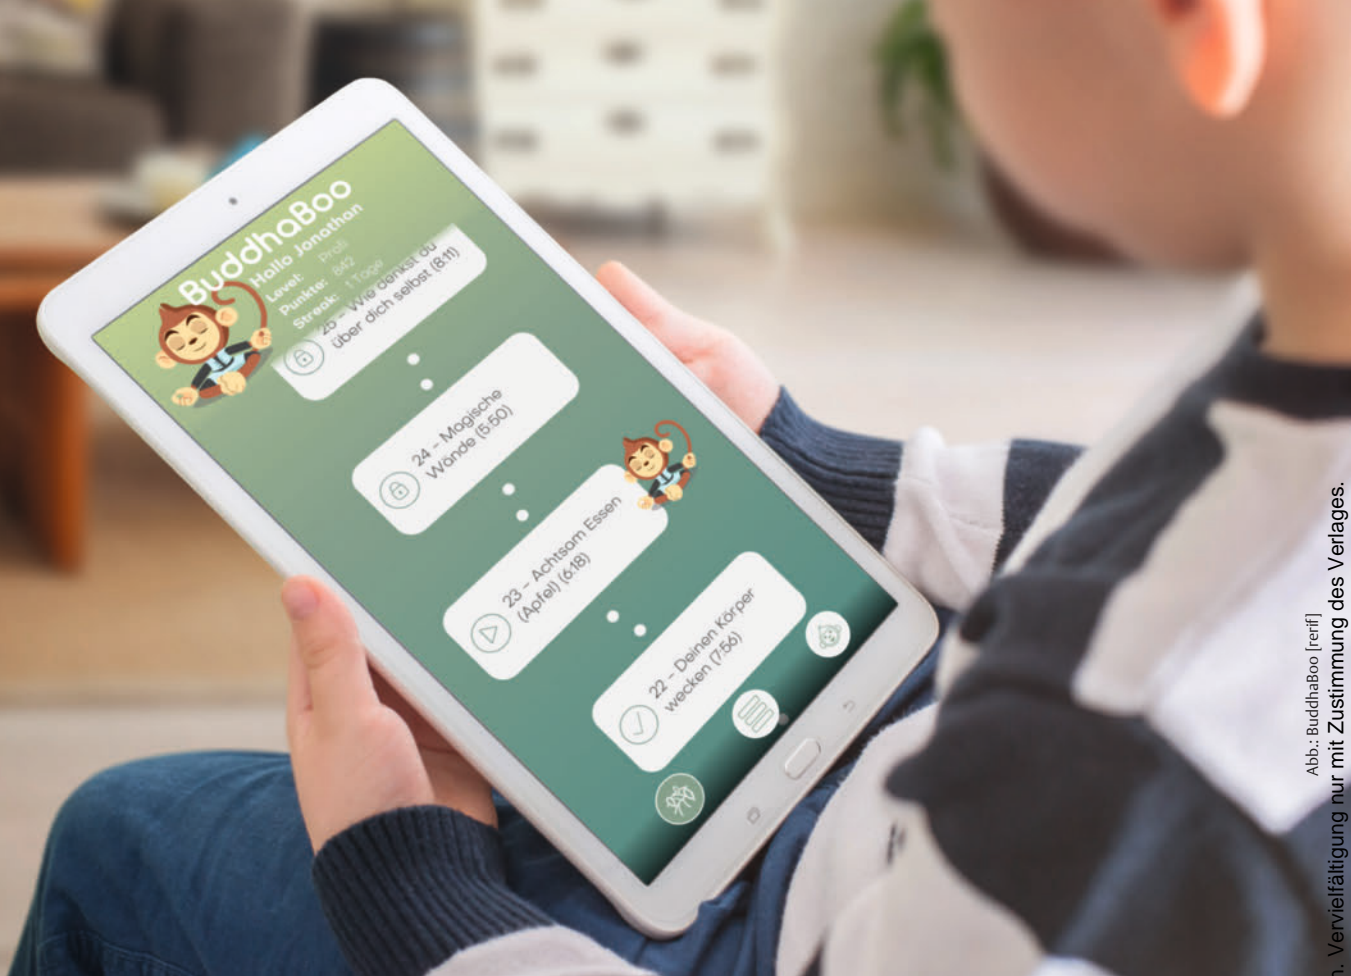 BuddhaBoo
Hallo Jonathan
Level: Profi
Punkte: 842
Streak: 1 Tage
25 - Wie denkst du
über dich selbst (8:11)
24 - Magische
Wände (5:50)
23 - Achtsam Essen
(Apfel) (6:18)
22 - Deinen Körper
wecken (7:56)
Abb.: BuddhaBoo [rerif]
Vervielfältigung nur mit Zustimmung des Verlages.